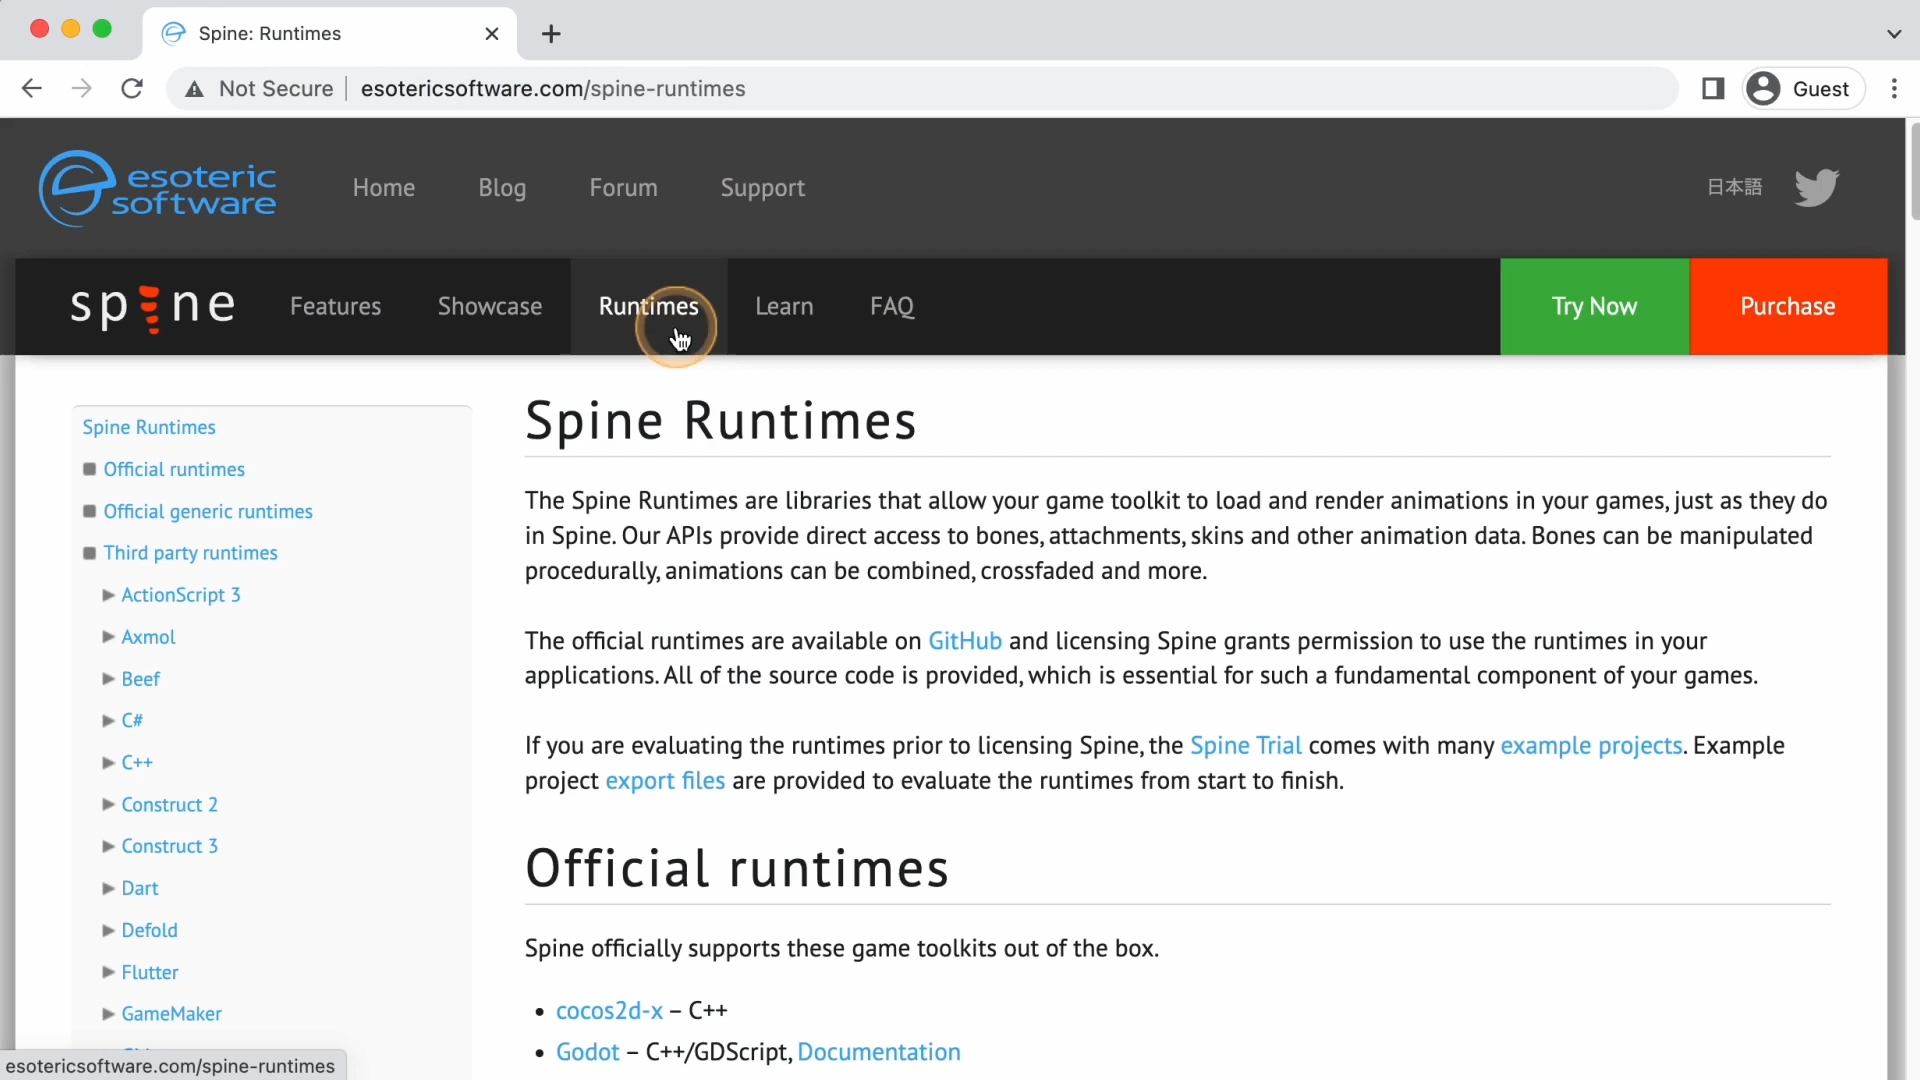 Spine: Runtimes
Not Secure
esotericsoftware.com/spine-runtimes
Guest
esoteric software
Home
Blog
Forum
Support
日本語
spine
Features
Showcase
Runtimes
Learn
FAQ
Try Now
Purchase
Spine Runtimes
Official runtimes
Official generic runtimes
Third party runtimes
ActionScript 3
Axmol
Beef
C#
C++
Construct 2
Construct 3
Dart
Defold
Flutter
GameMaker
Spine Runtimes
The Spine Runtimes are libraries that allow your game toolkit to load and render animations in your games, just as they do
in Spine. Our APIs provide direct access to bones, attachments, skins and other animation data. Bones can be manipulated
procedurally, animations can be combined, crossfaded and more.
The official runtimes are available on GitHub and licensing Spine grants permission to use the runtimes in your
applications. All of the source code is provided, which is essential for such a fundamental component of your games.
If you are evaluating the runtimes prior to licensing Spine, the Spine Trial comes with many example projects. Example
project export files are provided to evaluate the runtimes from start to finish.
Official runtimes
Spine officially supports these game toolkits out of the box.
• cocos2d-x – C++
• Godot – C++/GDScript, Documentation
esotericsoftware.com/spine-runtimes